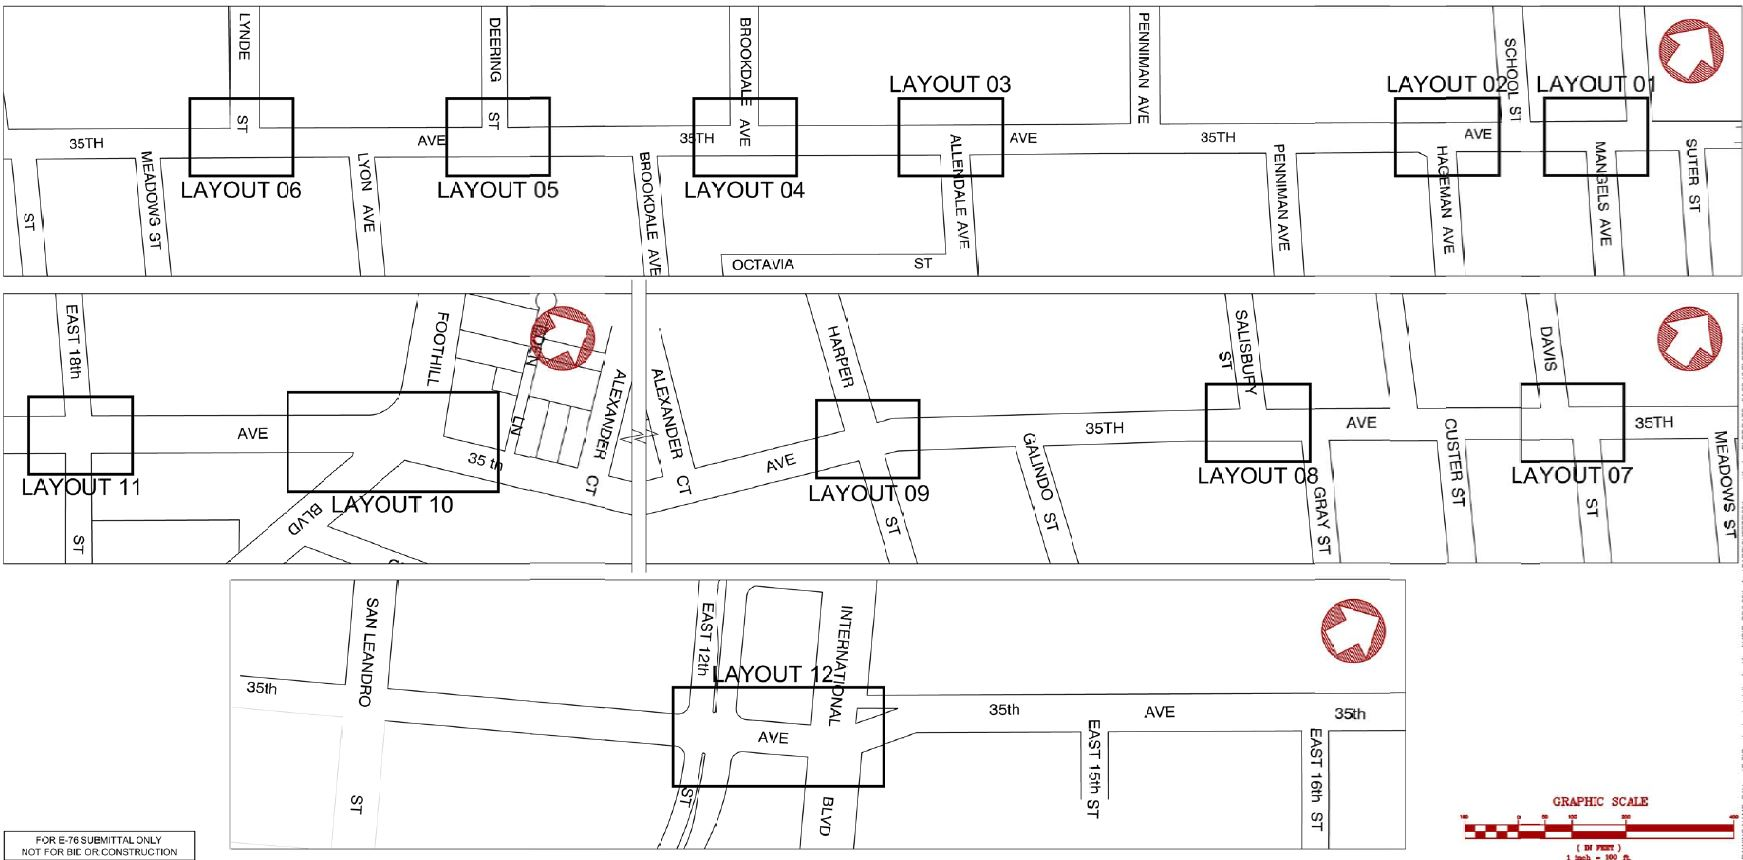 LYNDE ST
DEERING ST
BROOKDALE AVE
PENNIMAN AVE
SCHOOL ST
LAYOUT 03
LAYOUT 02
LAYOUT 01
35TH
AVE
35TH
AVE
35TH
AVE
MEADOWS ST
LYON AVE
BROOKDALE AVE
ALLENDALE AVE
PENNIMAN AVE
HAGEMAN AVE
MANGELS AVE
SUTER ST
ST
LAYOUT 06
LAYOUT 05
LAYOUT 04
OCTAVIA ST
EAST 18th
ST
FOOTHILL
BLVD
LN
ALEXANDER
CT
ALEXANDER
CT
HARPER
ST
SALISBURY
ST
DAVIS
ST
AVE
35 th
AVE
35TH
AVE
35TH
GALINDO ST
GRAY ST
CUSTER ST
MEADOWS ST
LAYOUT 11
LAYOUT 10
LAYOUT 09
LAYOUT 08
LAYOUT 07
SAN LEANDRO
ST
EAST 12th
ST
INTERNATIONAL
BLVD
LAYOUT 12
35th
AVE
35th
AVE
35th
EAST 15th ST
EAST 16th ST
FOR E-76 SUBMITTAL ONLY
NOT FOR BID OR CONSTRUCTION
GRAPHIC SCALE
( IN FEET )
1 inch = 100 ft.